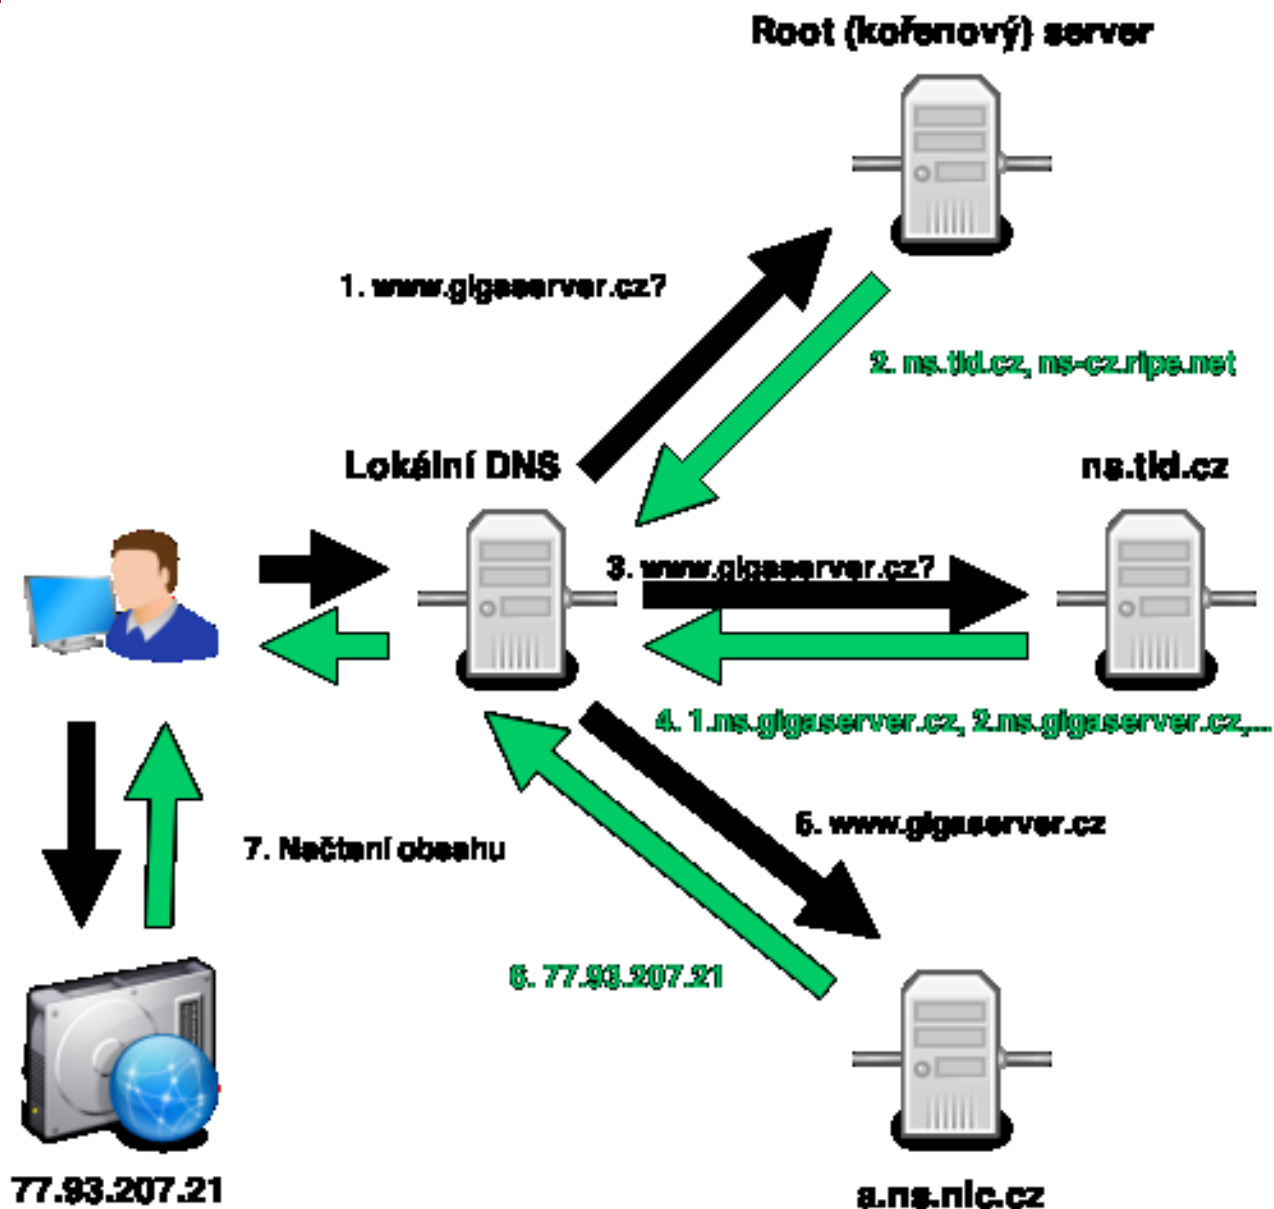 Root (kořenový) server
1. www.gigaserver.cz?
2. ns.tld.cz, ns-cz.ripe.net
Lokální DNS
ns.tld.cz
3. www.gigaserver.cz?
4. 1.ns.gigaserver.cz, 2.ns.gigaserver.cz,...
5. www.gigaserver.cz
7. Načtaní obsahu
6. 77.93.207.21
77.93.207.21
a.ns.nic.cz